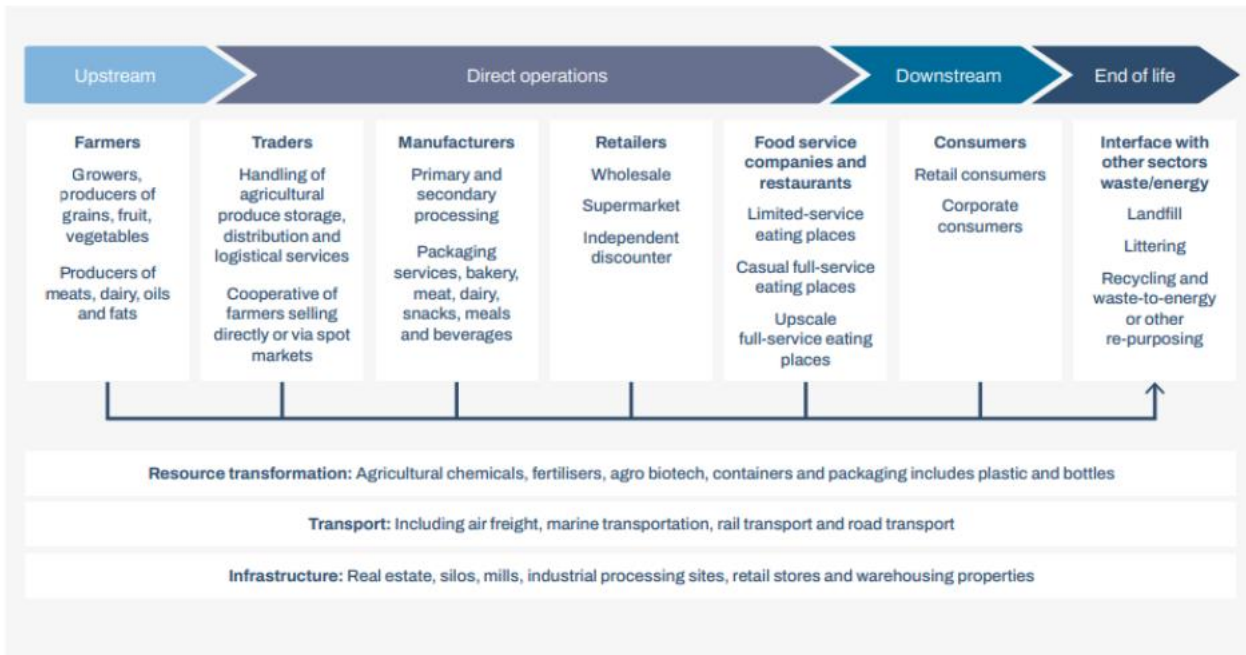 Upstream
Direct operations
Downstream
End of life
Farmers
Growers,
producers of
grains, fruit,
vegetables
Producers of
meats, dairy, oils
and fats
Traders
Handling of
agricultural
produce storage,
distribution and
logistical services
Cooperative of
farmers selling
directly or via spot
markets
Manufacturers
Primary and
secondary
processing
Packaging
services, bakery,
meat, dairy,
snacks, meals
and beverages
Retailers
Wholesale
Supermarket
Independent
discounter
Food service
companies and
restaurants
Limited-service
eating places
Casual full-service
eating places
Upscale
full-service eating
places
Consumers
Retail consumers
Corporate
consumers
Interface with
other sectors
waste/energy
Landfill
Littering
Recycling and
waste-to-energy
or other
re-purposing
Resource transformation: Agricultural chemicals, fertilisers, agro biotech, containers and packaging includes plastic and bottles
Transport: Including air freight, marine transportation, rail transport and road transport
Infrastructure: Real estate, silos, mills, industrial processing sites, retail stores and warehousing properties